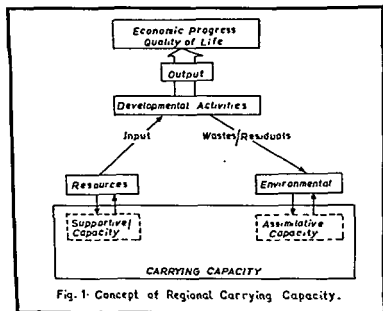 Economic Progress
Quality of Life
Output
Developmental Activities
Input
Wastes/Residuals
Resources
Environmental
Supportive/
Capacity
Assimilative
Capacity
CARRYING CAPACITY
Fig. 1. Concept of Regional Carrying Capacity.